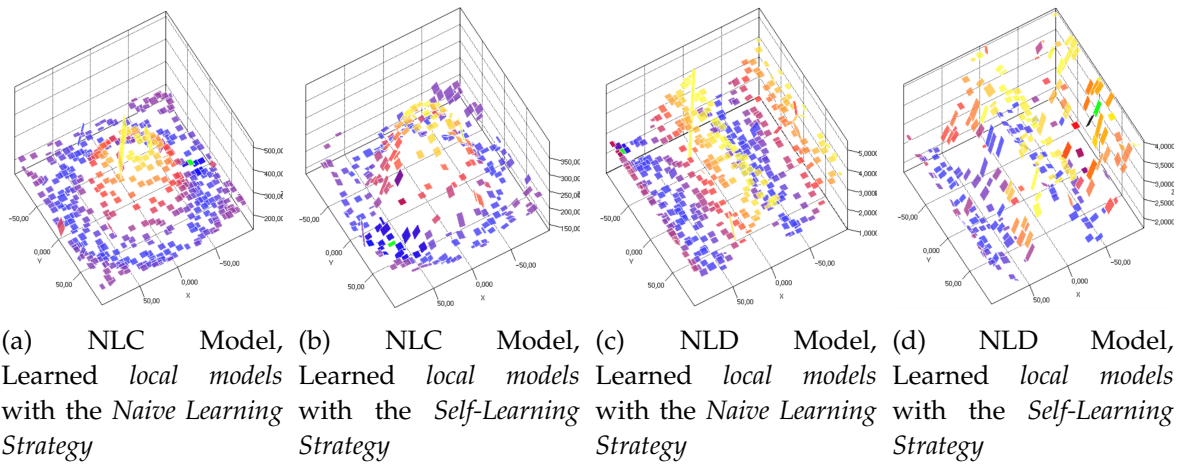 500,00
400,00
300,00
200,00
-50,00
0,000
Y
50,00
50,00
0,000
X
-50,00
350,00
300,00
250,00
200,00
150,00
-50,00
0,000
Y
50,00
50,00
0,000
X
-50,00
5,0000
4,0000
3,0000
2,0000
1,0000
-50,00
0,000
Y
50,00
50,00
0,000
X
-50,00
4,0000
3,5000
3,0000
2,5000
2,0000
-50,00
0,000
Y
50,00
50,00
0,000
X
-50,00
(a) NLC Model,
Learned local models
with the Naive Learning
Strategy
(b) NLC Model,
Learned local models
with the Self-Learning
Strategy
(c) NLD Model,
Learned local models
with the Naive Learning
Strategy
(d) NLD Model,
Learned local models
with the Self-Learning
Strategy